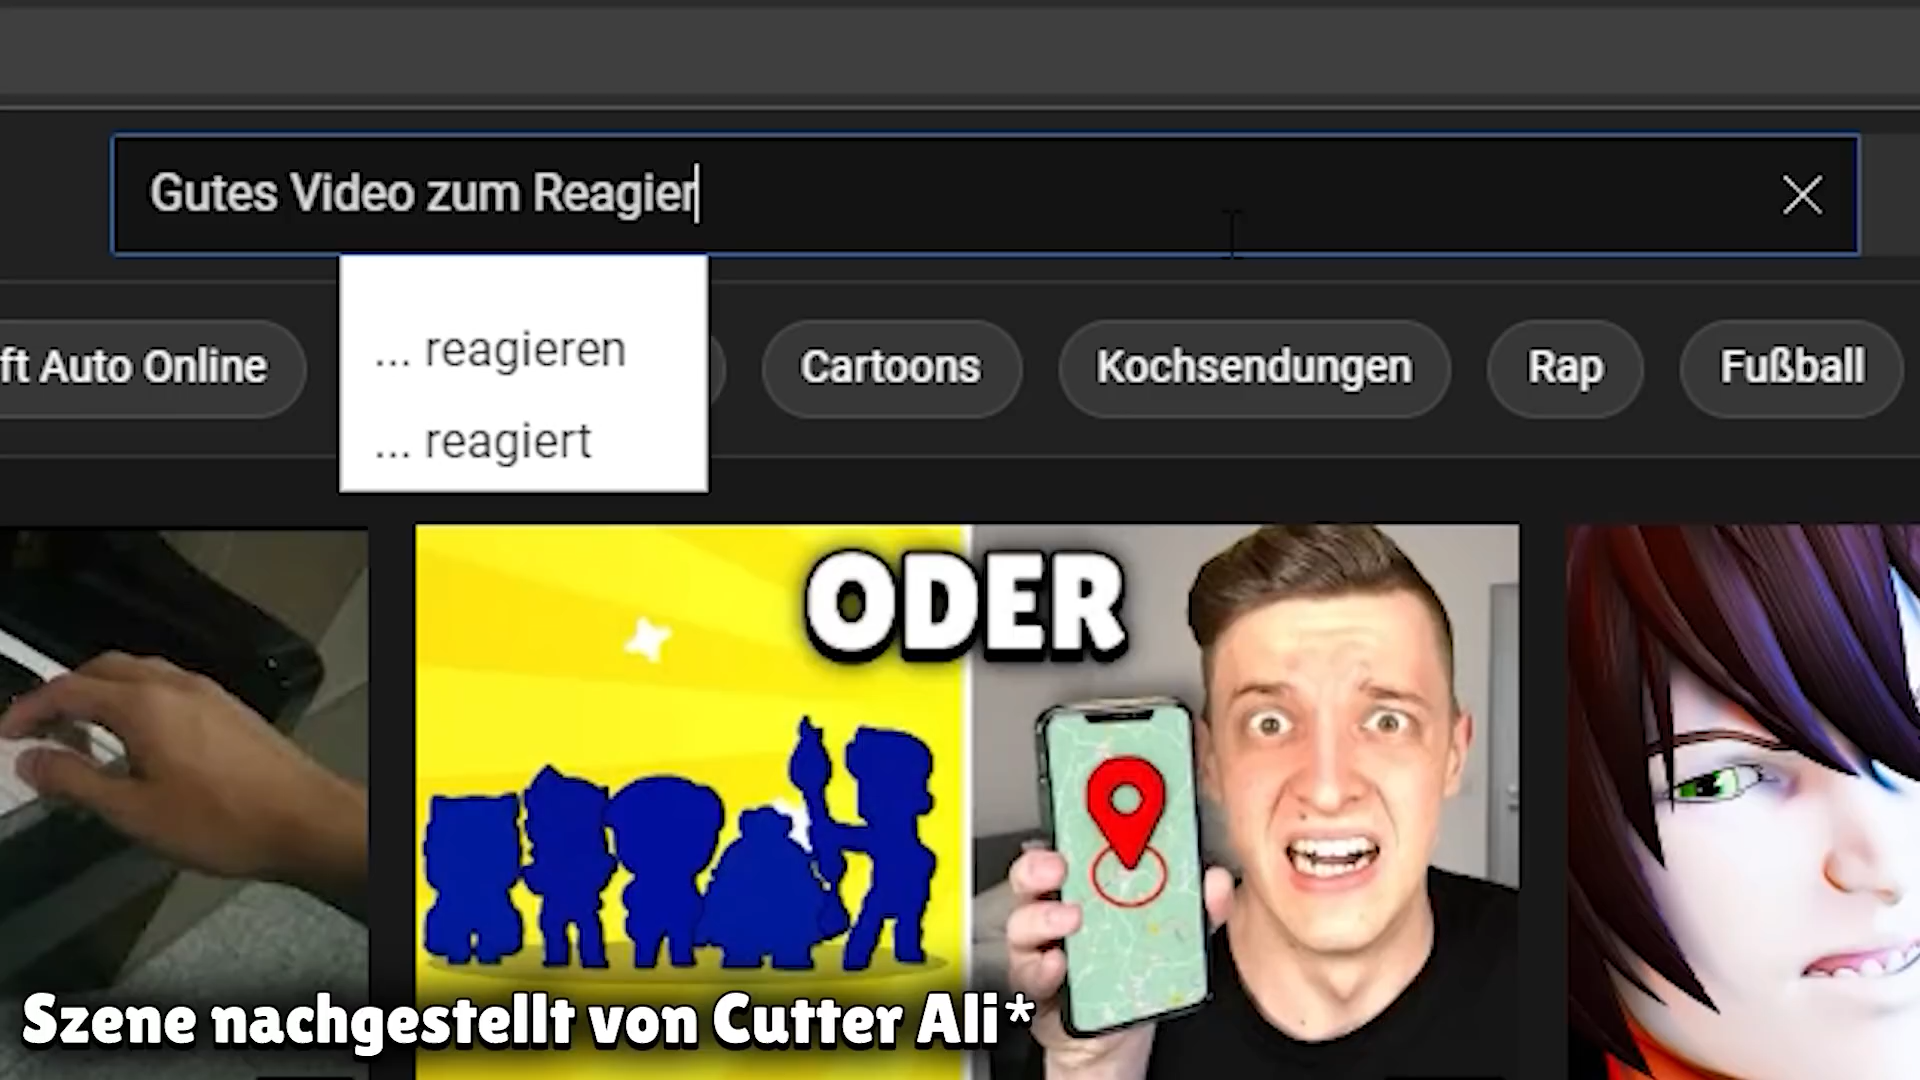 Gutes Video zum Reagier
... reagieren
... reagiert
ft Auto Online
Cartoons
Kochsendungen
Rap
Fußball
ODER
Szene nachgestellt von Cutter Ali*